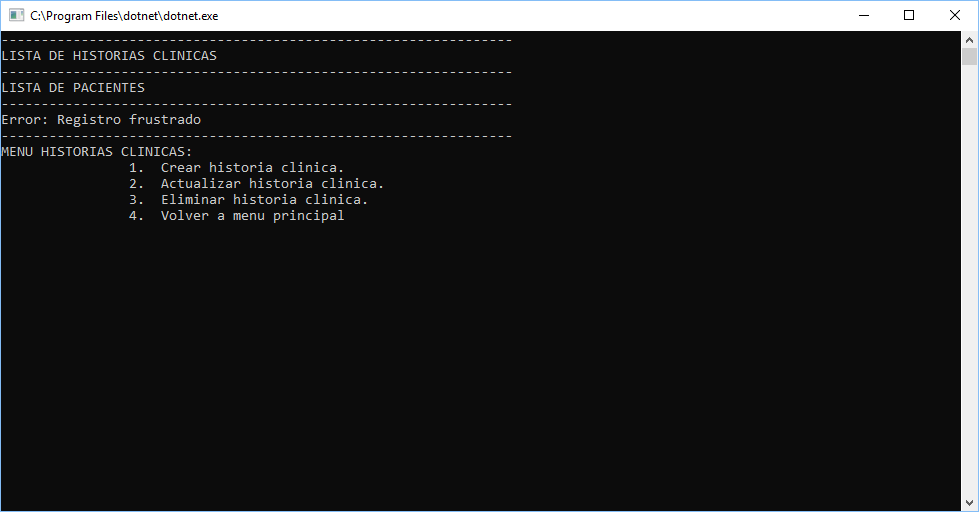 C:\Program Files\dotnet\dotnet.exe
----------------------------------------------------------------
LISTA DE HISTORIAS CLINICAS
----------------------------------------------------------------
LISTA DE PACIENTES
----------------------------------------------------------------
Error: Registro frustrado
----------------------------------------------------------------
MENU HISTORIAS CLINICAS:
1. Crear historia clinica.
2. Actualizar historia clinica.
3. Eliminar historia clinica.
4. Volver a menu principal